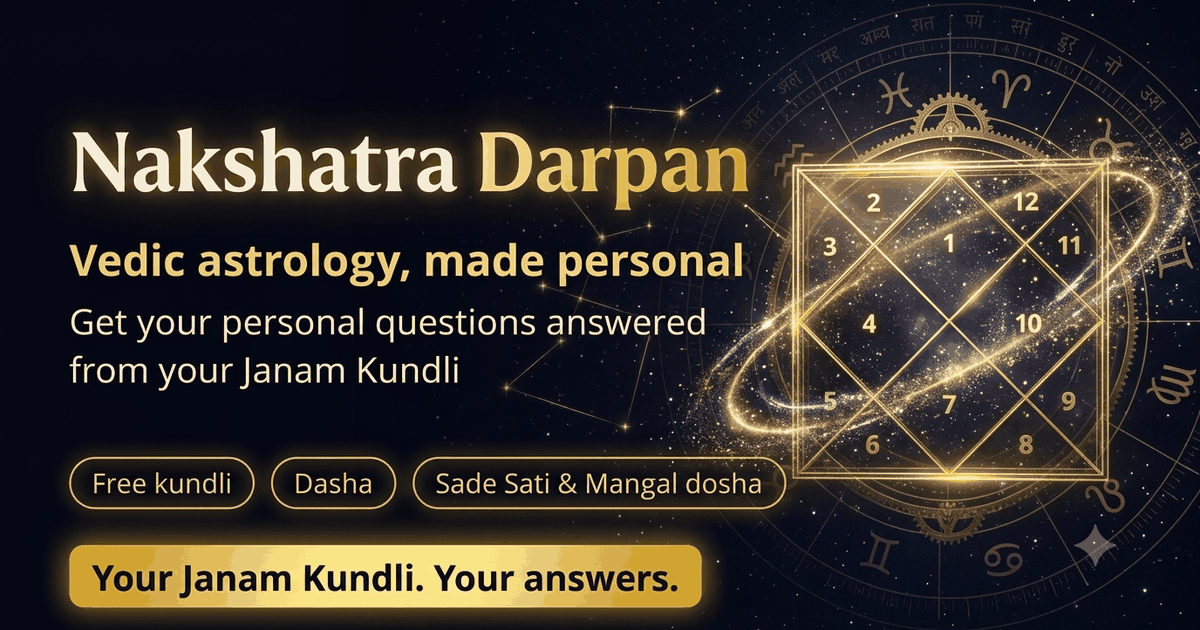 Nakshatra Darpan
Vedic astrology, made personal
Get your personal questions answered
from your Janam Kundli
Free kundli
Dasha
Sade Sati & Mangal dosha
Your Janam Kundli. Your answers.
2
12
3
1
11
4
10
5
7
9
6
8